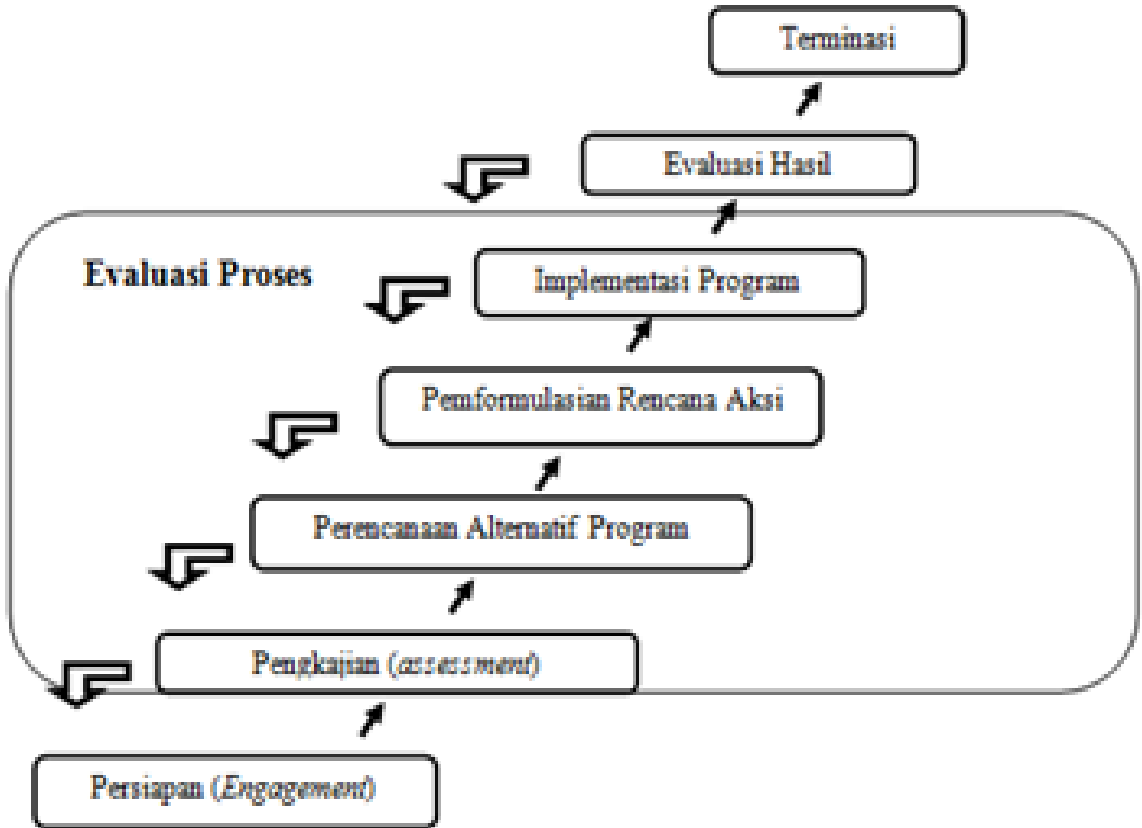 Terminasi
Evaluasi Hasil
Evaluasi Proses
Implementasi Program
Pemformulasian Rencana Aksi
Perencanaan Alternatif Program
Pengkajian (assessment)
Persiapan (Engagement)